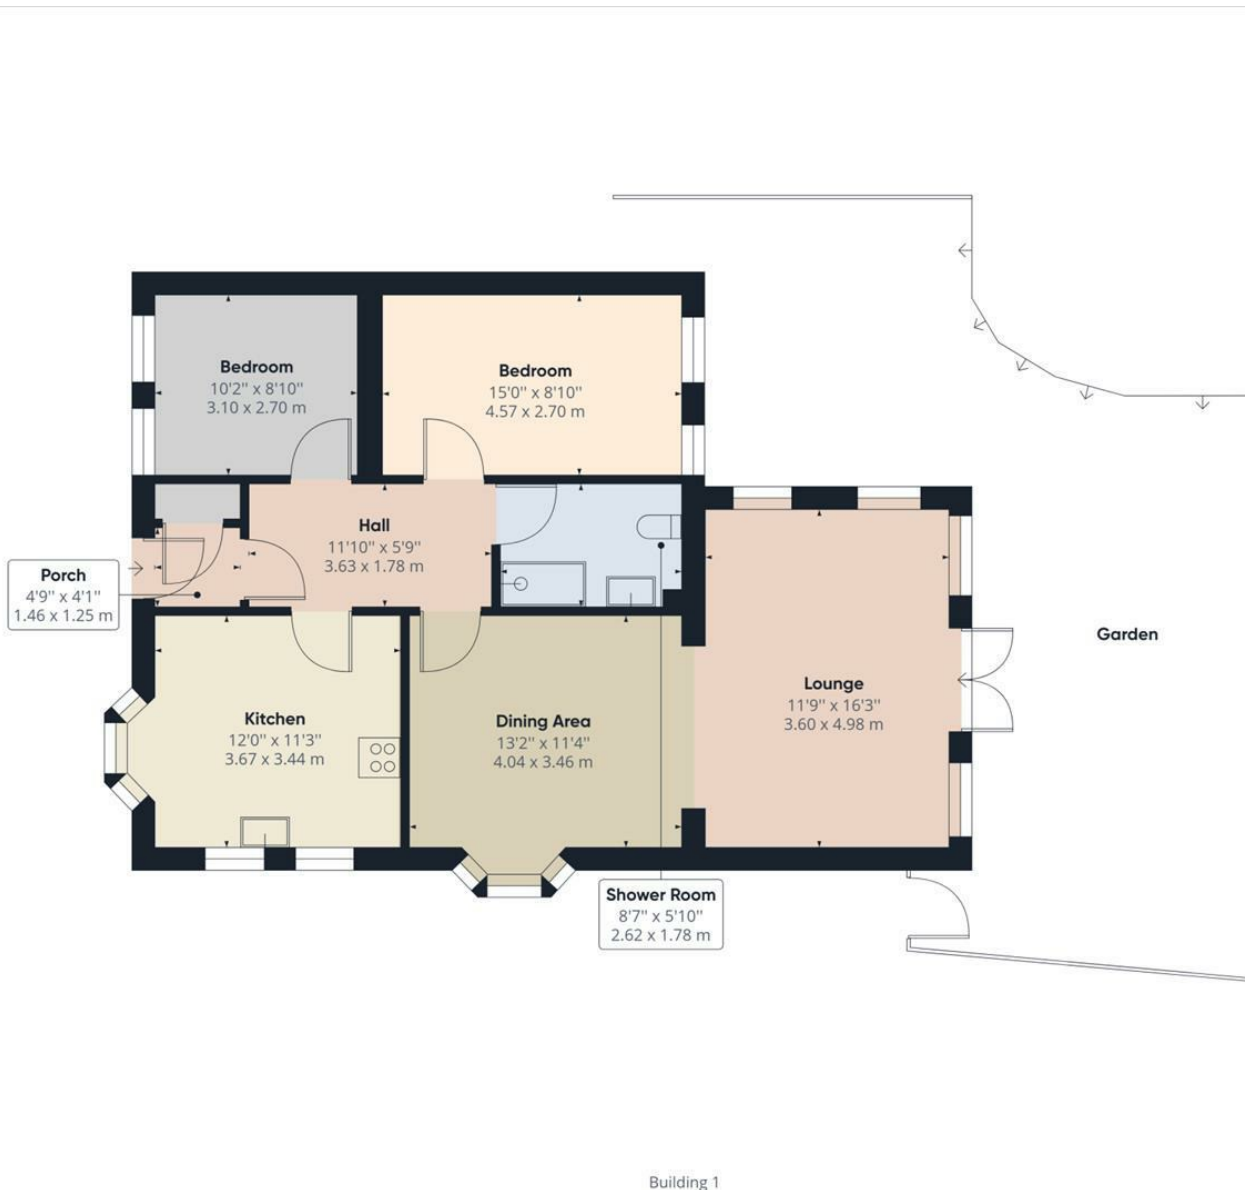 Bedroom
10'2" x 8'10"
3.10 x 2.70 m
Bedroom
15'0" x 8'10"
4.57 x 2.70 m
Hall
11'10" x 5'9"
3.63 x 1.78 m
Porch
4'9" x 4'1"
1.46 x 1.25 m
Garden
Lounge
11'9" x 16'3"
3.60 x 4.98 m
Kitchen
12'0" x 11'3"
3.67 x 3.44 m
Dining Area
13'2" x 11'4"
4.04 x 3.46 m
Shower Room
8'7" x 5'10"
2.62 x 1.78 m
Building 1